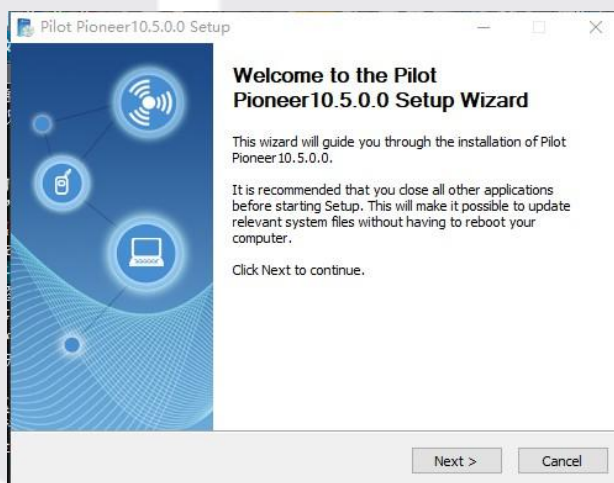 Pilot Pioneer10.5.0.0 Setup
Welcome to the Pilot
Pioneer10.5.0.0 Setup Wizard
This wizard will guide you through the installation of Pilot
Pioneer10.5.0.0.
It is recommended that you close all other applications
before starting Setup. This will make it possible to update
relevant system files without having to reboot your
computer.
Click Next to continue.
Next >
Cancel